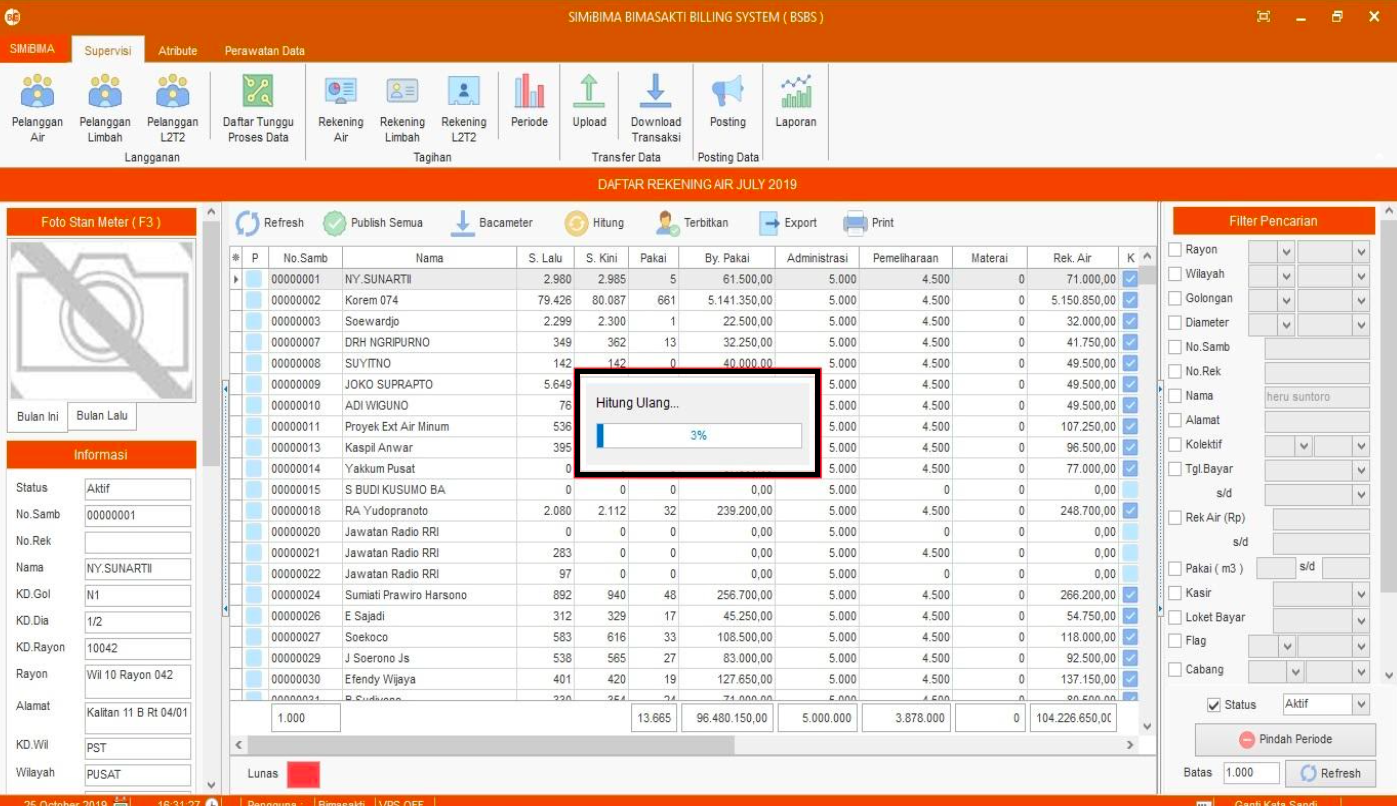 SIMiBIMA BIMASAKTI BILLING SYSTEM ( BSBS )
SIMiBIMA Supervisi Atribute Perawatan Data
Pelanggan Air Pelanggan Limbah Pelanggan L2T2 Daftar Tunggu Proses Data Rekening Air Rekening Limbah Rekening L2T2 Periode Upload Download Transaksi Posting Laporan
Langganan Tagihan Transfer Data Posting Data
DAFTAR REKENING AIR JULY 2019
Foto Stan Meter ( F3 )
Bulan Ini Bulan Lalu
Informasi
Status Aktif
No.Samb 00000001
No.Rek
Nama NY.SUNARTII
KD.Gol N1
KD.Dia 1/2
KD.Rayon 10042
Rayon Wil 10 Rayon 042
Alamat Kalitan 11 B Rt 04/01
KD.Wil PST
Wilayah PUSAT
Refresh Publish Semua Bacameter Hitung Terbitkan Export Print
P No.Samb Nama S. Lalu S. Kini Pakai By. Pakai Administrasi Pemeliharaan Materai Rek. Air K
00000001 NY.SUNARTII 2.980 2.985 5 61.500,00 5.000 4.500 0 71.000,00
00000002 Korem 074 79.426 80.087 661 5.141.350,00 5.000 4.500 0 5.150.850,00
00000003 Soewardjo 2.299 2.300 1 22.500,00 5.000 4.500 0 32.000,00
00000007 DRH NGRIPURNO 349 362 13 32.250,00 5.000 4.500 0 41.750,00
00000008 SUYITNO 142 142 0 40.000,00 5.000 4.500 0 49.500,00
00000009 JOKO SUPRAPTO 5.649 5.000 4.500 0 49.500,00
00000010 ADI WIGUNO 76 5.000 4.500 0 49.500,00
00000011 Proyek Ext Air Minum 536 5.000 4.500 0 107.250,00
00000013 Kaspil Anwar 395 5.000 4.500 0 96.500,00
00000014 Yakkum Pusat 0 5.000 4.500 0 77.000,00
00000015 S BUDI KUSUMO BA 0 0 0 0,00 5.000 0 0 0,00
00000018 RA Yudopranoto 2.080 2.112 32 239.200,00 5.000 4.500 0 248.700,00
00000020 Jawatan Radio RRI 0 0 0 0,00 5.000 0 0 0,00
00000021 Jawatan Radio RRI 283 0 0 0,00 5.000 4.500 0 0,00
00000022 Jawatan Radio RRI 97 0 0 0,00 5.000 0 0 0,00
00000024 Sumiati Prawiro Harsono 892 940 48 256.700,00 5.000 4.500 0 266.200,00
00000026 E Sajadi 312 329 17 45.250,00 5.000 4.500 0 54.750,00
00000027 Soekoco 583 616 33 108.500,00 5.000 4.500 0 118.000,00
00000029 J Soerono Js 538 565 27 83.000,00 5.000 4.500 0 92.500,00
00000030 Efendy Wijaya 401 420 19 127.650,00 5.000 4.500 0 137.150,00
1.000 13.665 96.480.150,00 5.000.000 3.878.000 0 104.226.650,00
Hitung Ulang...
3%
Lunas
Filter Pencarian
Rayon
Wilayah
Golongan
Diameter
No.Samb
No.Rek
Nama heru suntoro
Alamat
Kolektif
Tgl.Bayar
s/d
Rek Air (Rp)
s/d
Pakai ( m3 ) s/d
Kasir
Loket Bayar
Flag
Cabang
Status Aktif
Pindah Periode
Batas 1.000 Refresh
25 October 2019 16:31:27 Pengguna : Bimasakti VPS OFF Ganti Kata Sandi